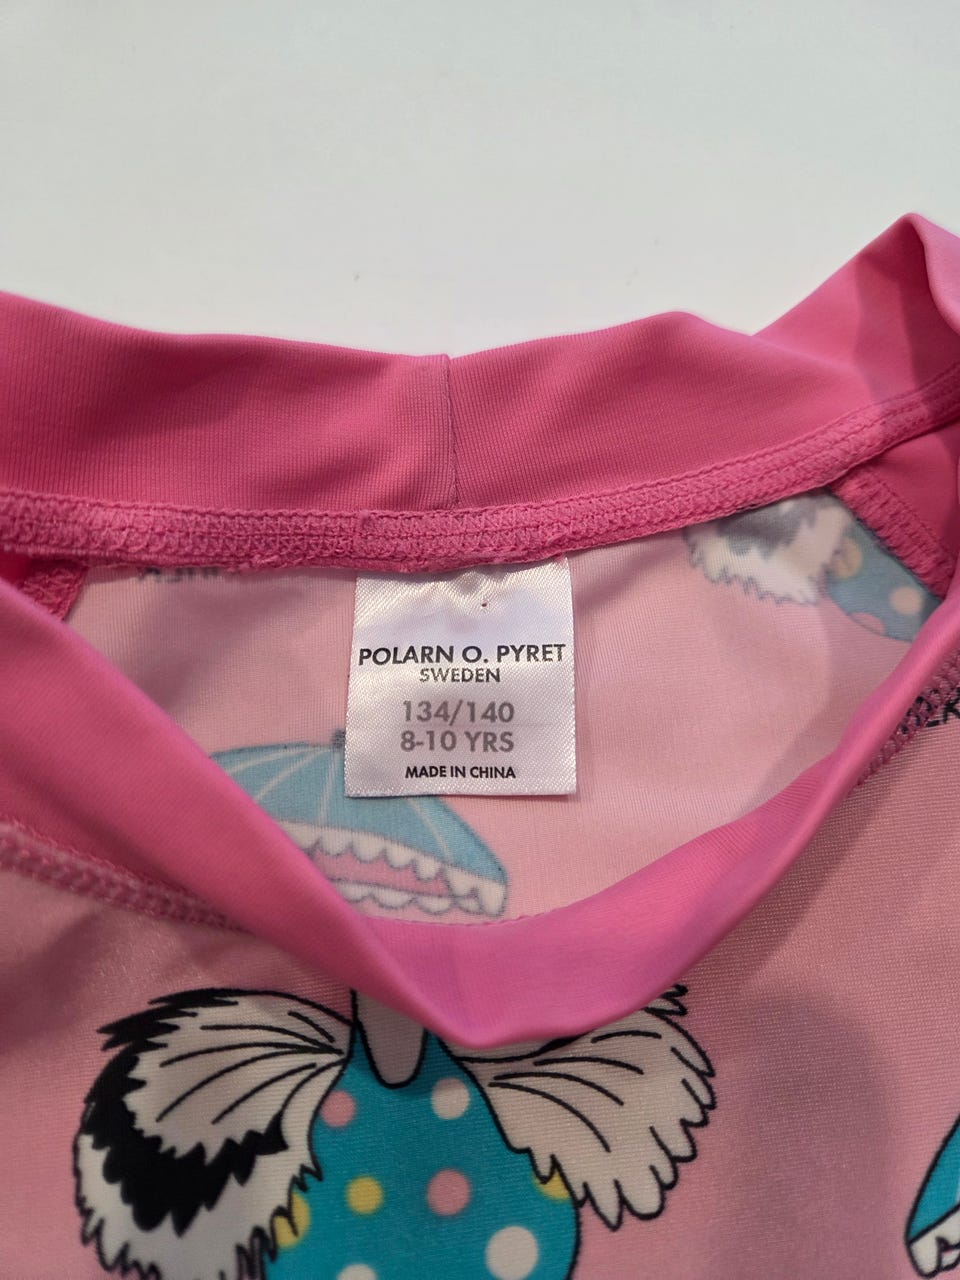 POLARN O. PYRET
SWEDEN
134/140
8-10 YRS
MADE IN CHINA